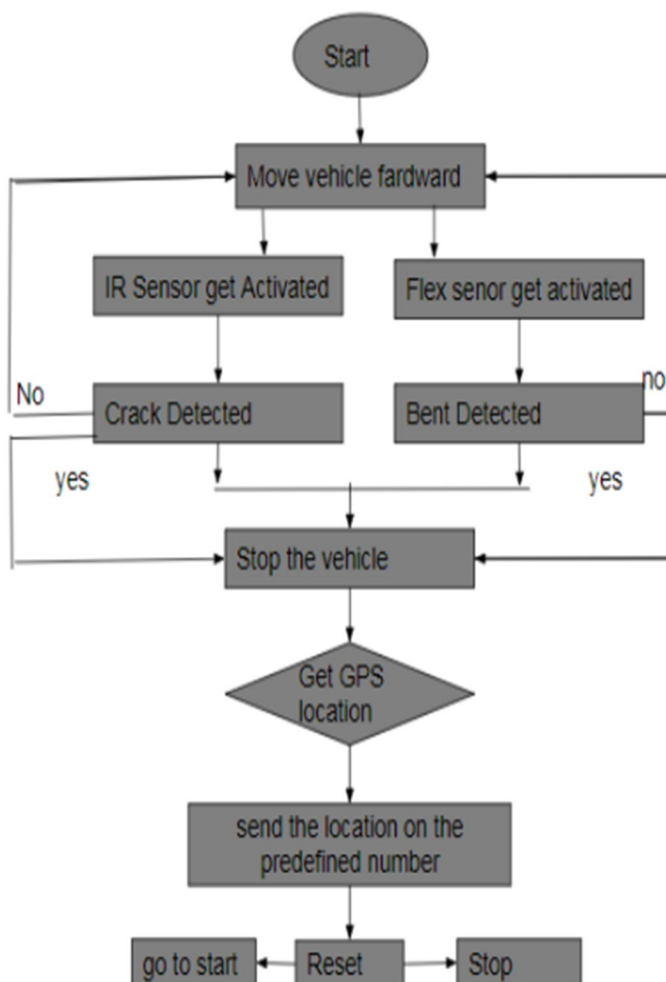 Start
Move vehicle fardward
IR Sensor get Activated
Flex senor get activated
No
Crack Detected
Bent Detected
no
yes
yes
Stop the vehicle
Get GPS
location
send the location on the
predefined number
go to start
Reset
Stop